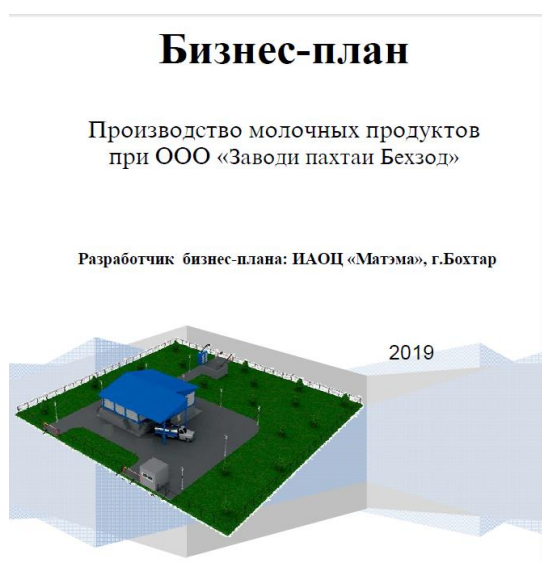 Бизнес-план
Производство молочных продуктов
при ООО «Заводи пахтаи Бехзод»
Разработчик бизнес-плана: ИАОЦ «Матэма», г.Бохтар
2019